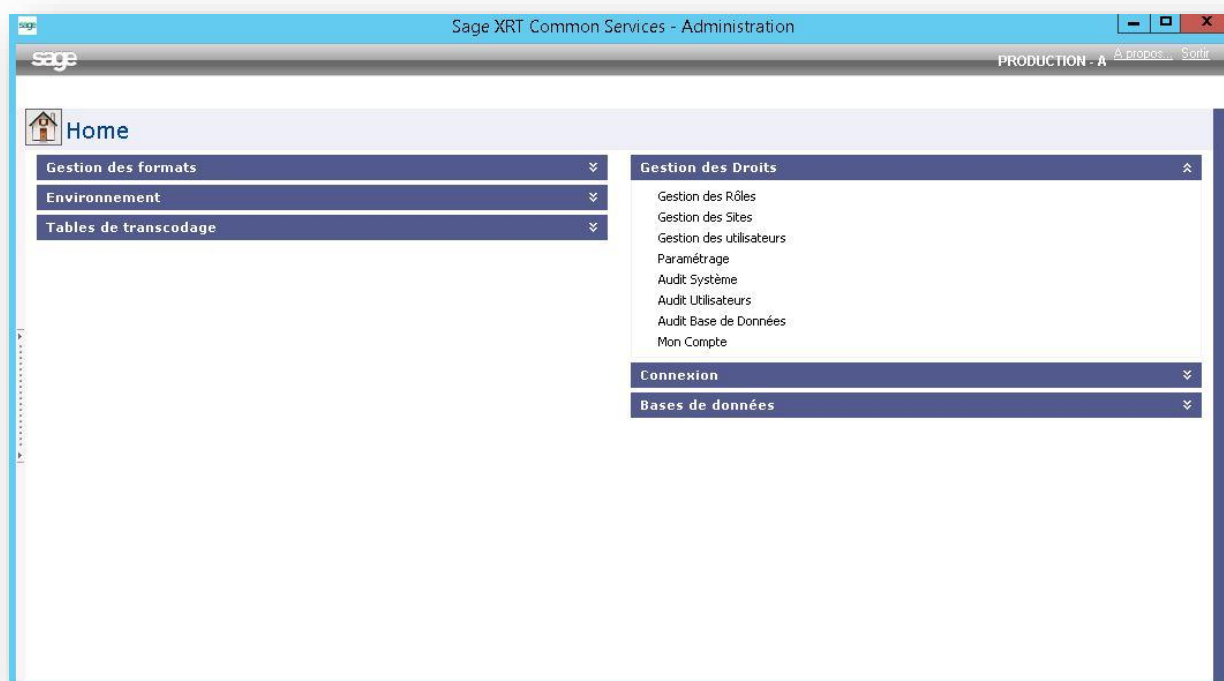 sage
Sage XRT Common Services - Administration
sage
PRODUCTION - A
A propos... Sortir
Home
Gestion des formats
Environnement
Tables de transcodage
Gestion des Droits
Gestion des Rôles
Gestion des Sites
Gestion des utilisateurs
Paramétrage
Audit Système
Audit Utilisateurs
Audit Base de Données
Mon Compte
Connexion
Bases de données